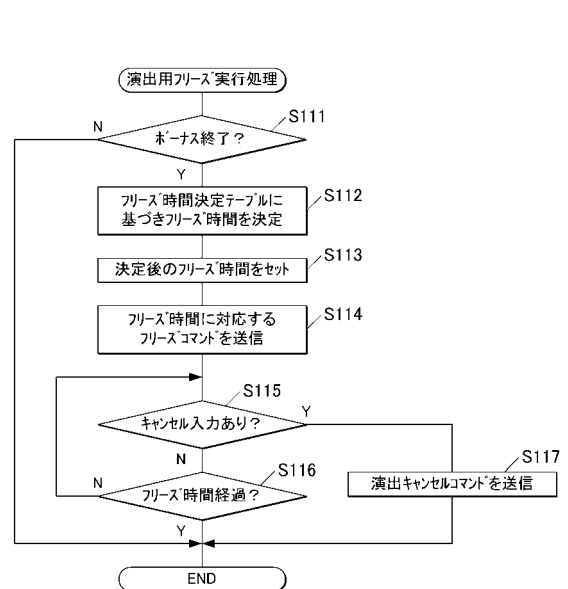 演出用フリーズ実行処理
S111
N
ボーナス終了？
Y
S112
フリーズ時間決定テーブルに
基づきフリーズ時間を決定
S113
決定後のフリーズ時間をセット
S114
フリーズ時間に対応する
フリーズコマンドを送信
S115
キャンセル入力あり？
Y
N
S116
N
フリーズ時間経過？
S117
演出キャンセルコマンドを送信
Y
END